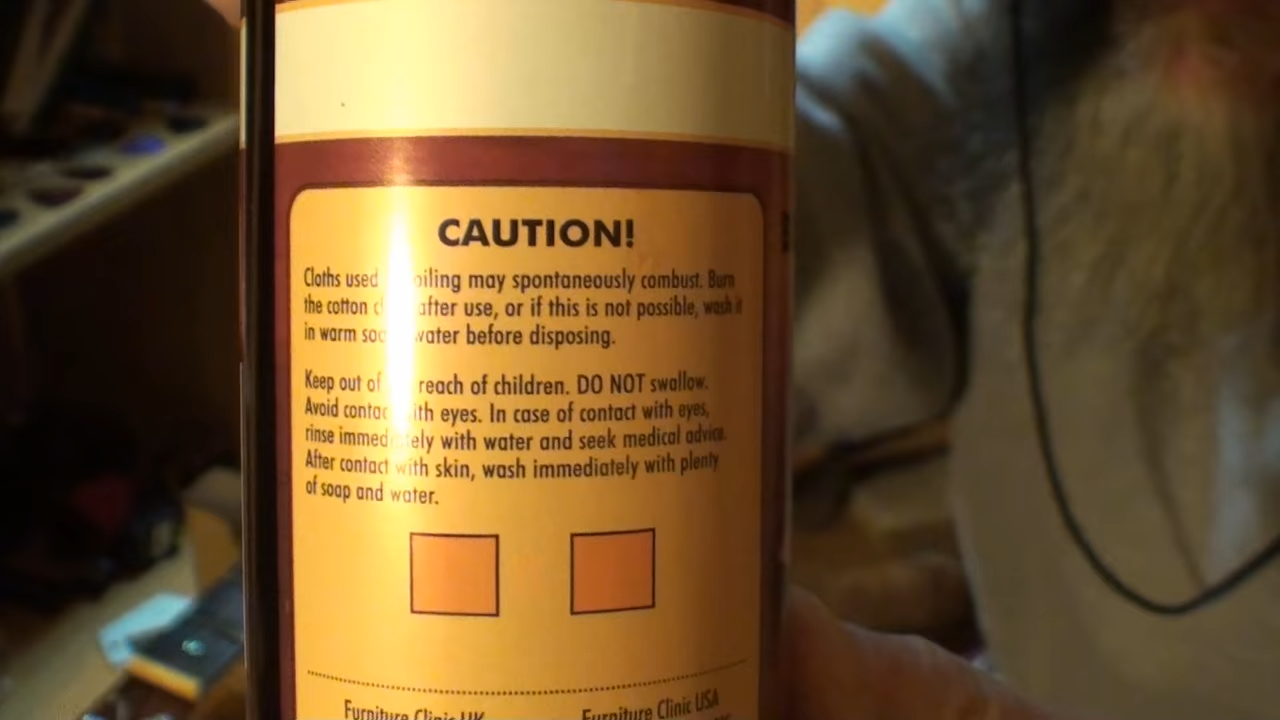 CAUTION!
Cloths used oiling may spontaneously combust. Burn
the cotton after use, or if this is not possible, wash it
in warm water before disposing.
Keep out of reach of children. DO NOT swallow.
Avoid contact with eyes. In case of contact with eyes,
rinse immediately with water and seek medical advice.
After contact with skin, wash immediately with plenty
of soap and water.
Furniture Clinic UK
Furniture Clinic USA